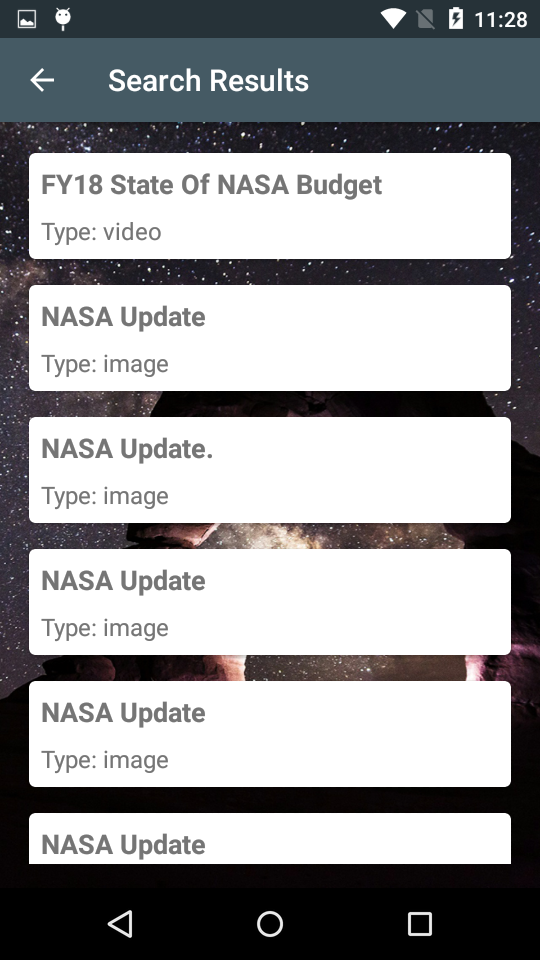 11:28
Search Results
FY18 State Of NASA Budget
Type: video
NASA Update
Type: image
NASA Update.
Type: image
NASA Update
Type: image
NASA Update
Type: image
NASA Update